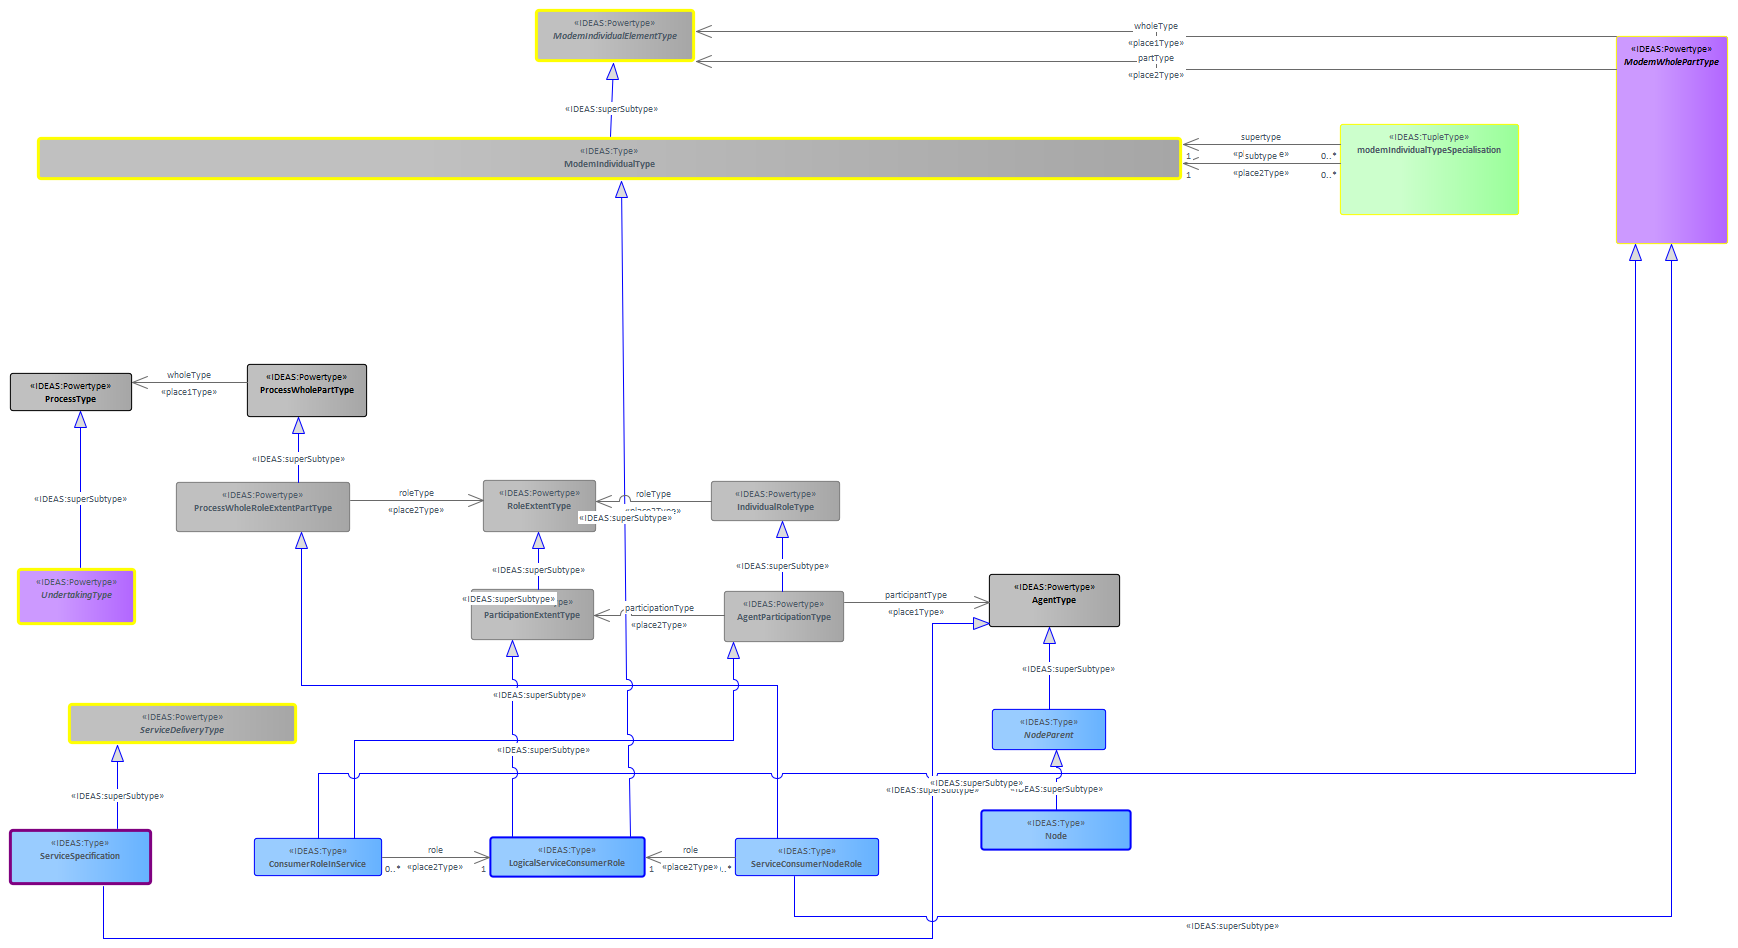 «IDEAS:Powertype»
ModemIndividualElementType
wholeType
«place1Type»
partType
«place2Type»
«IDEAS:Powertype»
ModemWholePartType
«IDEAS:superSubtype»
«IDEAS:Type»
ModemIndividualType
supertype
1
subtype
0..*
«place2Type»
1
0..*
«IDEAS:TupleType»
modemIndividualTypeSpecialisation
«IDEAS:Powertype»
ProcessType
wholeType
«place1Type»
«IDEAS:Powertype»
ProcessWholePartType
«IDEAS:superSubtype»
«IDEAS:superSubtype»
«IDEAS:Powertype»
ProcessWholeRoleExtentPartType
roleType
«place2Type»
«IDEAS:Powertype»
RoleExtentType
roleType
«IDEAS:superSubtype»
«IDEAS:Powertype»
IndividualRoleType
«IDEAS:superSubtype»
«IDEAS:superSubtype»
«IDEAS:Powertype»
UndertakingType
«IDEAS:superSubtype»
ParticipationExtentType
participationType
«place2Type»
«IDEAS:Powertype»
AgentParticipationType
participantType
«place1Type»
«IDEAS:Powertype»
AgentType
«IDEAS:superSubtype»
«IDEAS:superSubtype»
«IDEAS:Powertype»
ServiceDeliveryType
«IDEAS:superSubtype»
«IDEAS:Type»
NodeParent
«IDEAS:superSubtype»
«IDEAS:superSubtype»
«IDEAS:superSubtype»
«IDEAS:superSubtype»
«IDEAS:Type»
ServiceSpecification
«IDEAS:Type»
ConsumerRoleInService
role
0..*
«place2Type»
1
«IDEAS:Type»
LogicalServiceConsumerRole
role
1
«place2Type»
..*
«IDEAS:Type»
ServiceConsumerNodeRole
«IDEAS:Type»
Node
«IDEAS:superSubtype»